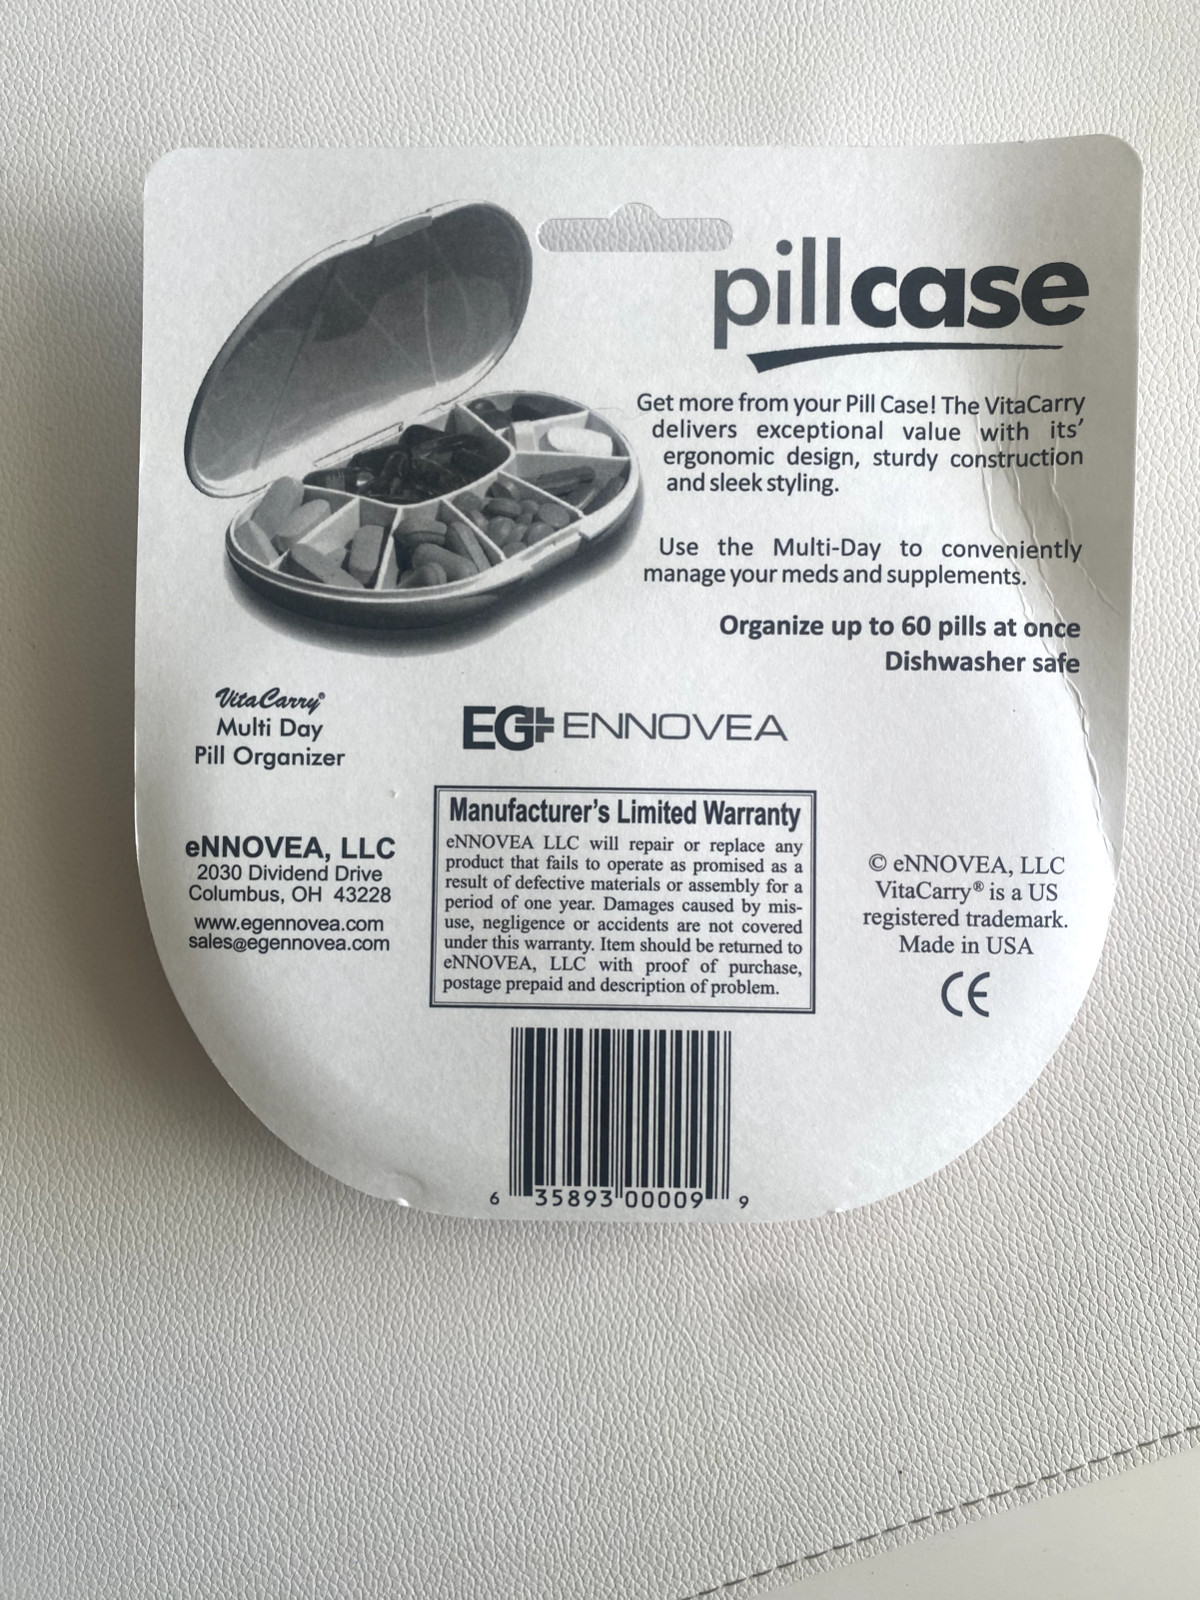 pillcase
Get more from your Pill Case! The VitaCarry
delivers exceptional value with its’
ergonomic design, sturdy construction
and sleek styling.
Use the Multi-Day to conveniently
manage your meds and supplements.
Organize up to 60 pills at once
Dishwasher safe
VitaCarry®
Multi Day
Pill Organizer
EG ENNOVEA
eNNOVEA, LLC
2030 Dividend Drive
Columbus, OH 43228
www.egennovea.com
sales@egennovea.com
Manufacturer’s Limited Warranty
eNNOVEA LLC will repair or replace any
product that fails to operate as promised as a
result of defective materials or assembly for a
period of one year. Damages caused by mis-
use, negligence or accidents are not covered
under this warranty. Item should be returned to
eNNOVEA, LLC with proof of purchase,
postage prepaid and description of problem.
© eNNOVEA, LLC
VitaCarry® is a US
registered trademark.
Made in USA
CE
6 35893 00009 9